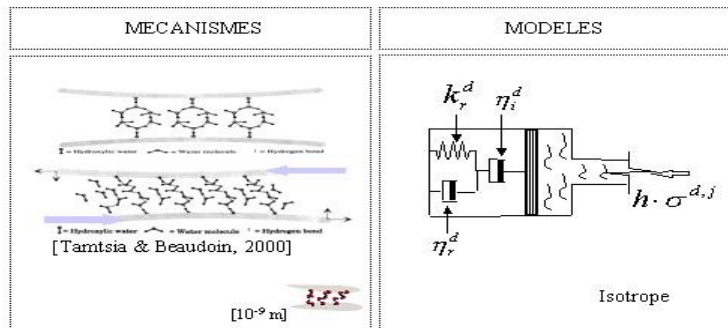 MECANISMES
MODELES
= Hydroxylic water = Water molecule = Hydrogen bond
= Hydroxylic water = Water molecule = Hydrogen bond
[Tamtsia & Beaudoin, 2000]
[10⁻⁹ m]
k_r^d
η_i^d
η_r^d
h · σ^{d,j}
Isotrope